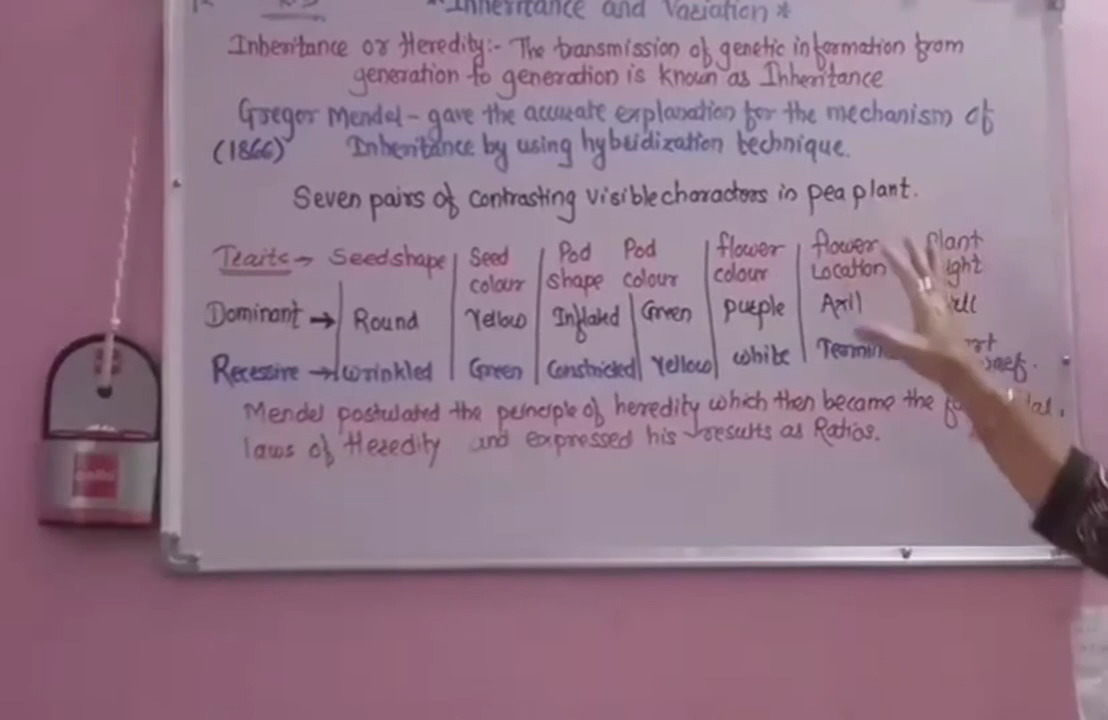 Inheritance and Variation *
Inheritance or Heredity:- The transmission of genetic information from
generation to generation is known as Inheritance
Gregor Mendel - gave the accurate explanation for the mechanism of
(1866) Inheritance by using hybridization technique.
Seven pairs of contrasting visible characters in pea plant.
Traits → Seed shape Seed colour Pod shape Pod colour flower colour flower Location Plant
Dominant → Round Yellow Inflated Green purple Axil
Recessive → wrinkled Green Constricted Yellow white
Mendel postulated the principle of heredity which then became the
laws of Heredity and expressed his results as Ratios.